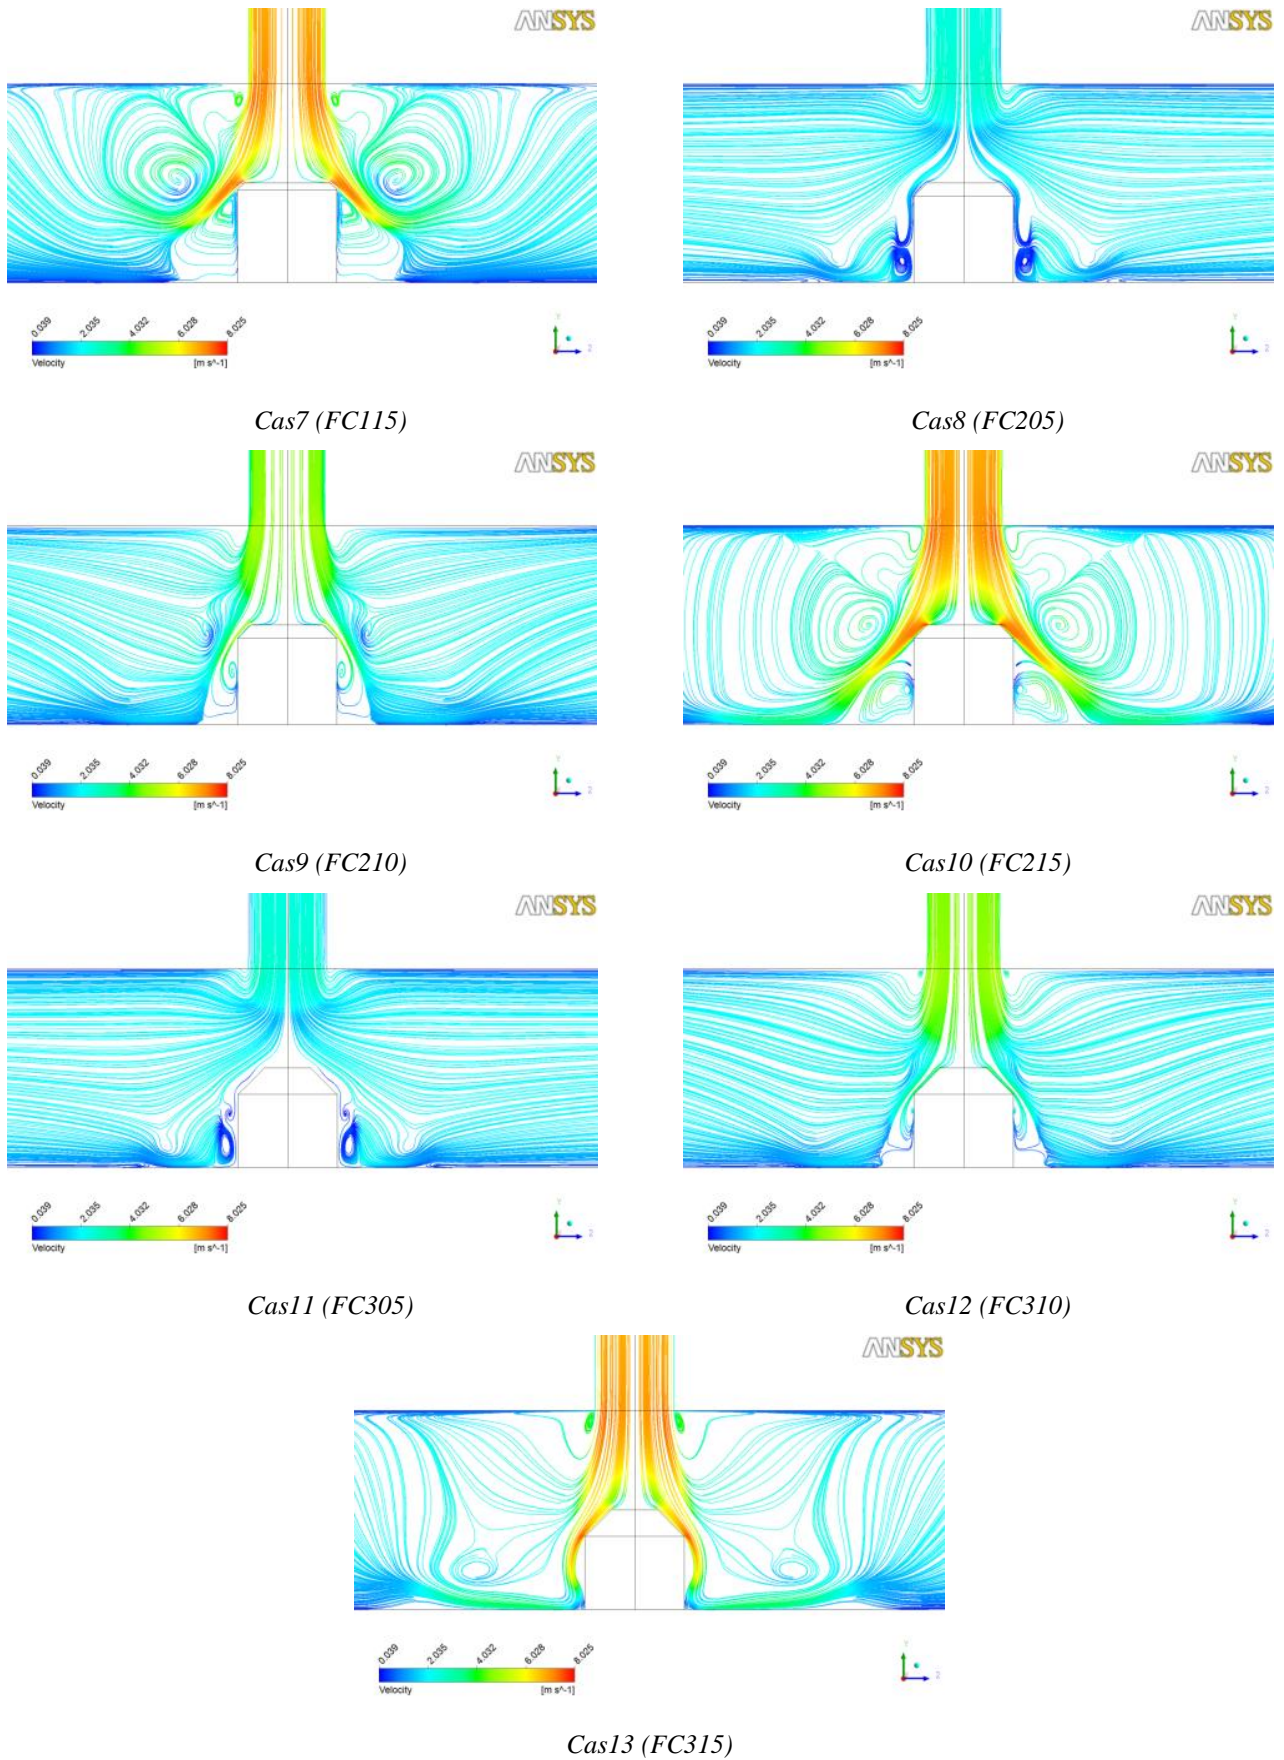 ANSYS
ANSYS
0.039 2.035 4.032 6.028 8.025
Velocity [m s^-1]
Y
Z
0.039 2.035 4.032 6.028 8.025
Velocity [m s^-1]
Y
Z
Cas7 (FC115)
Cas8 (FC205)
ANSYS
ANSYS
0.039 2.035 4.032 6.028 8.025
Velocity [m s^-1]
Y
Z
0.039 2.035 4.032 6.028 8.025
Velocity [m s^-1]
Y
Z
Cas9 (FC210)
Cas10 (FC215)
ANSYS
ANSYS
0.039 2.035 4.032 6.028 8.025
Velocity [m s^-1]
Y
Z
0.039 2.035 4.032 6.028 8.025
Velocity [m s^-1]
Y
Z
Cas11 (FC305)
Cas12 (FC310)
ANSYS
0.039 2.035 4.032 6.028 8.025
Velocity [m s^-1]
Y
Z
Cas13 (FC315)